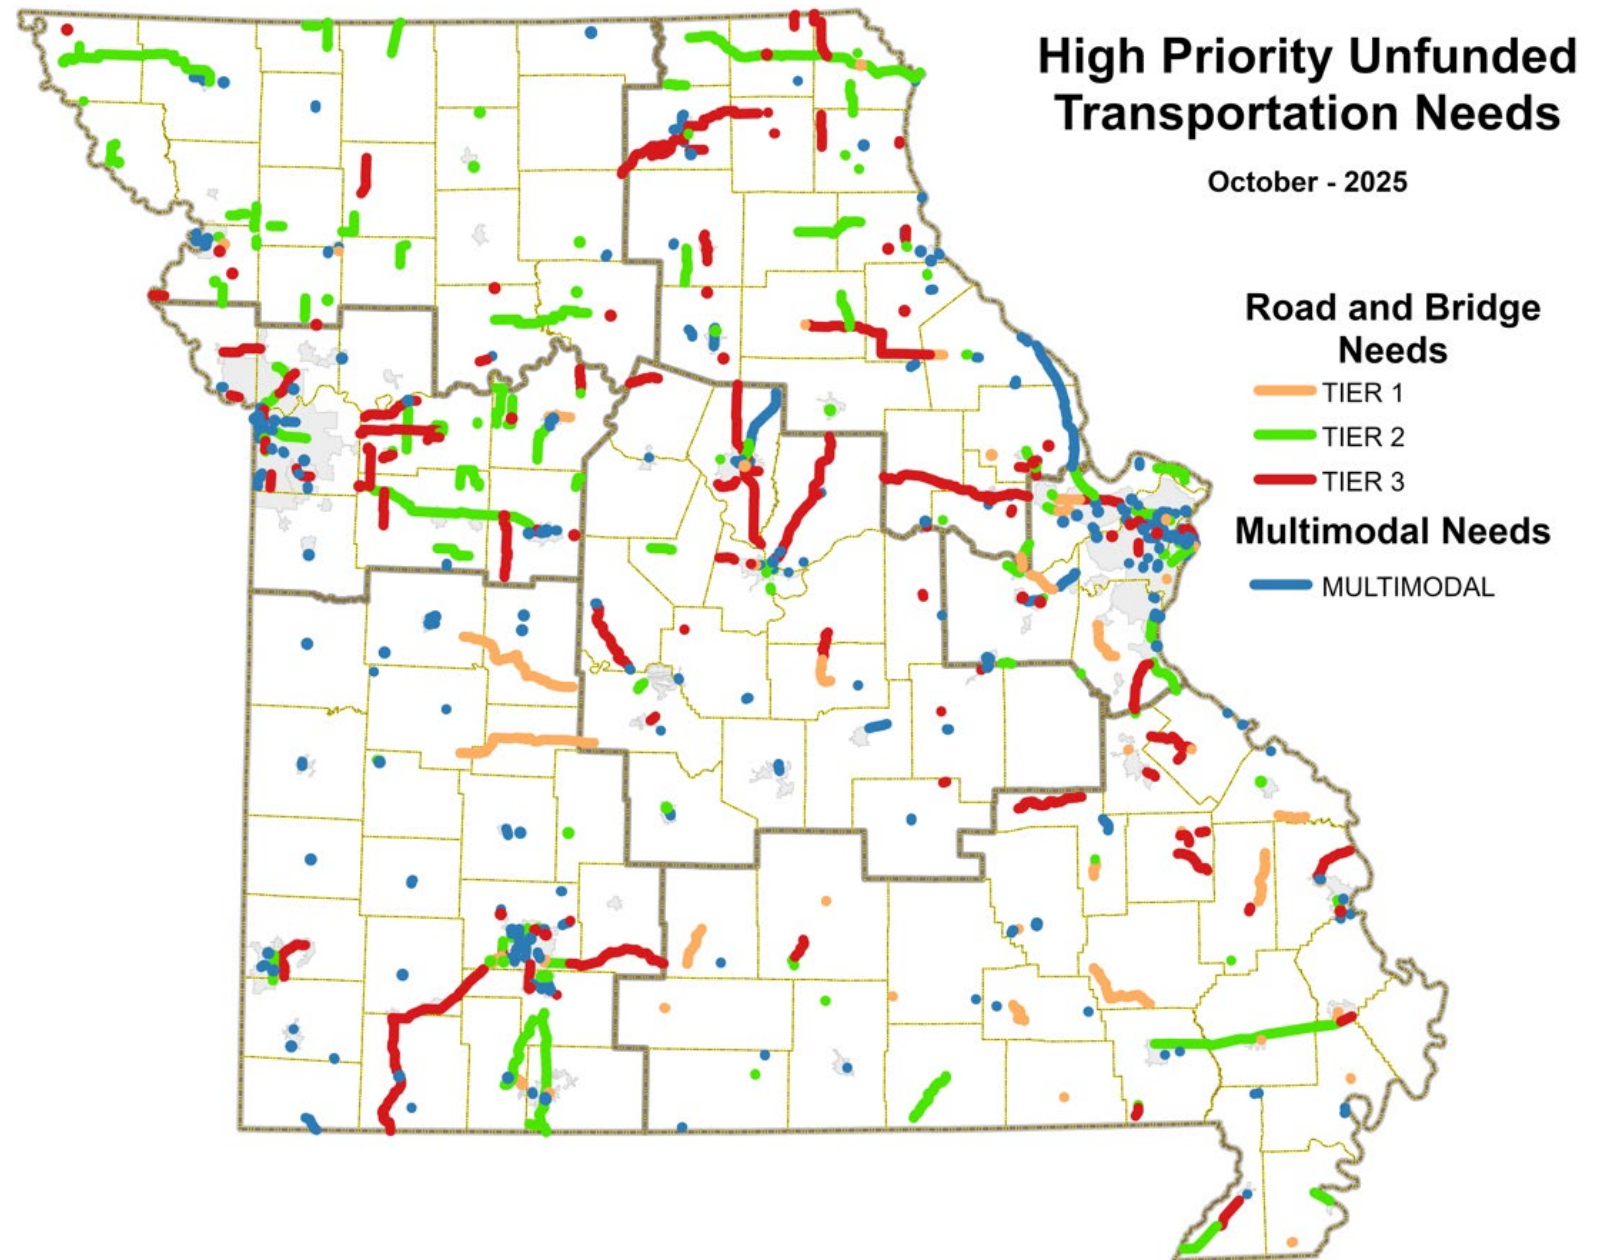 High Priority Unfunded
Transportation Needs
October - 2025
Road and Bridge
Needs
TIER 1
TIER 2
TIER 3
Multimodal Needs
MULTIMODAL